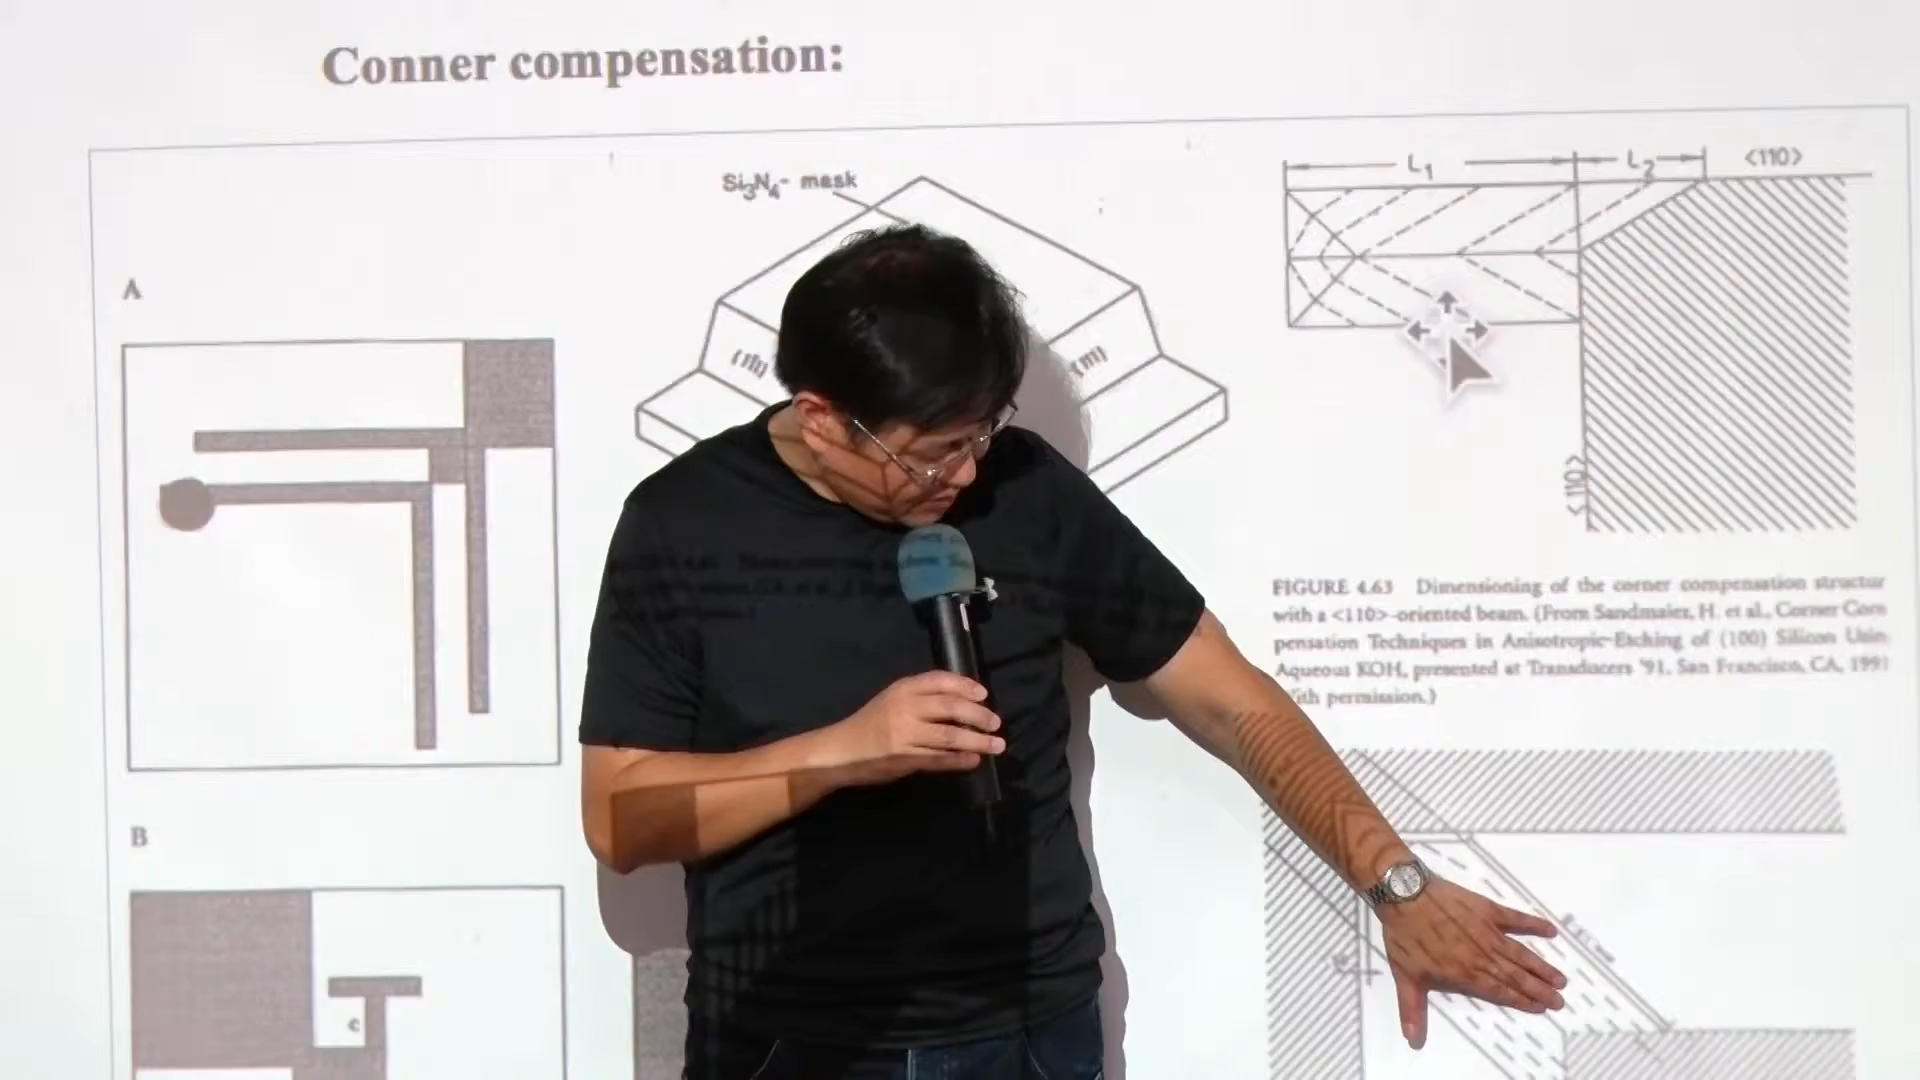 Conner compensation:
A
Si3N4- mask
(111)
L1
L2
<110>
<110>
FIGURE 4.63 Dimensioning of the corner compensation structur
with a <110>-oriented beam. (From Sandmaier, H. et al., Corner Com
pensation Techniques in Anisotropic-Etching of (100) Silicon Usin
Aqueous KOH, presented at Transducers '91, San Francisco, CA, 1991
with permission.)
B
c